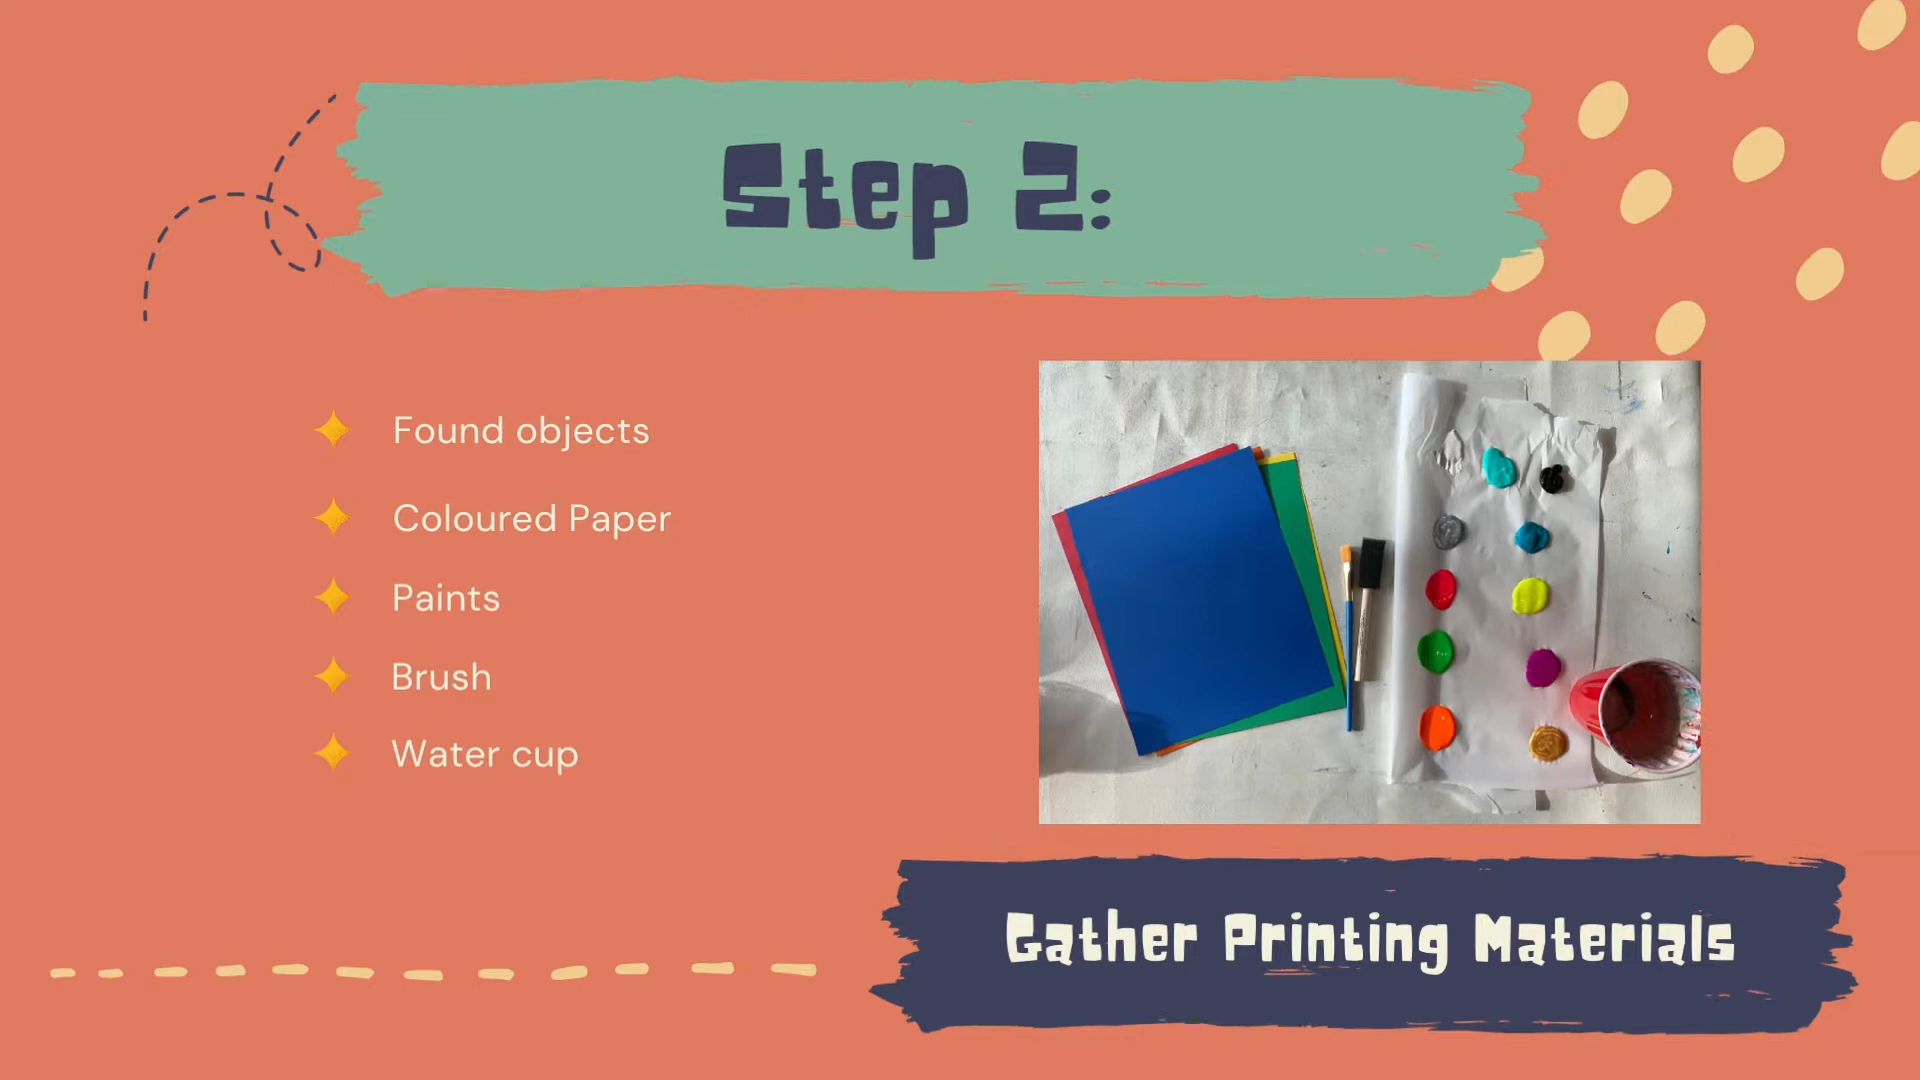 Step 2:
Found objects
Coloured Paper
Paints
Brush
Water cup
Gather Printing Materials